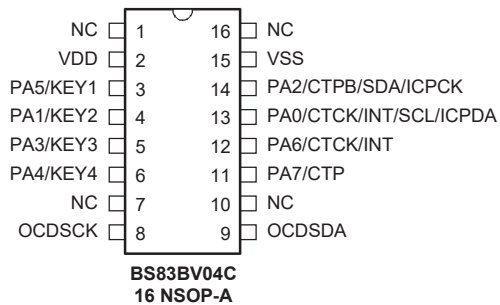 NC 1 16 NC
VDD 2 15 VSS
PA5/KEY1 3 14 PA2/CTPB/SDA/ICPCK
PA1/KEY2 4 13 PA0/CTCK/INT/SCL/ICPDA
PA3/KEY3 5 12 PA6/CTCK/INT
PA4/KEY4 6 11 PA7/CTP
NC 7 10 NC
OCDSCK 8 9 OCDSDA
BS83BV04C
16 NSOP-A